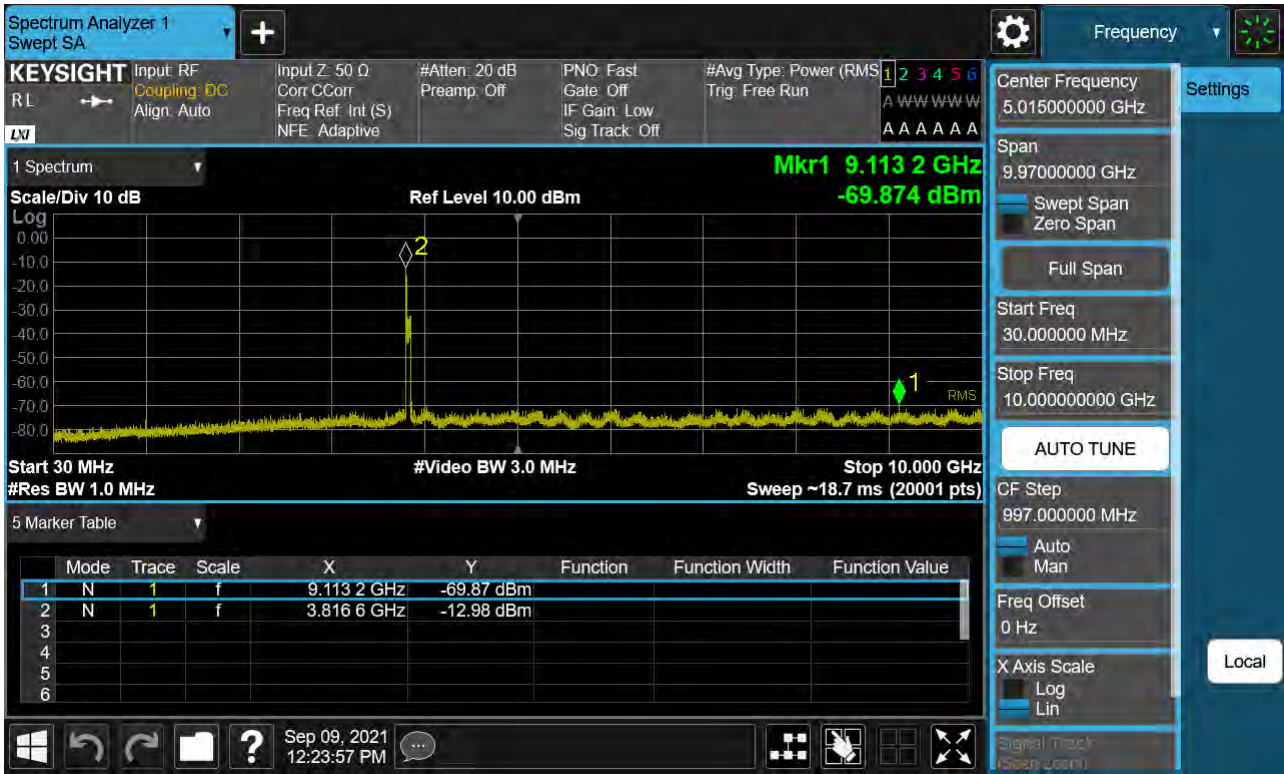 Spectrum Analyzer 1
Swept SA
+
Frequency
KEYSIGHT
RL
LXI
Input: RF
Coupling: DC
Align: Auto
Input Z: 50 Ω
Corr CCorr
Freq Ref: Int (S)
NFE: Adaptive
#Atten: 20 dB
Preamp: Off
PNO: Fast
Gate: Off
IF Gain: Low
Sig Track: Off
#Avg Type: Power (RMS
Trig: Free Run
1 2 3 4 5 6
A W W W W W
A A A A A A
1 Spectrum
Mkr1 9.113 2 GHz
-69.874 dBm
Scale/Div 10 dB
Ref Level 10.00 dBm
Log
0.00
-10.0
-20.0
-30.0
-40.0
-50.0
-60.0
-70.0
-80.0
2
1
RMS
Start 30 MHz
#Video BW 3.0 MHz
Stop 10.000 GHz
#Res BW 1.0 MHz
Sweep ~18.7 ms (20001 pts)
5 Marker Table
Mode Trace Scale X Y Function Function Width Function Value
1 N 1 f 9.113 2 GHz -69.87 dBm
2 N 1 f 3.816 6 GHz -12.98 dBm
3
4
5
6
Center Frequency
5.015000000 GHz
Settings
Span
9.97000000 GHz
Swept Span
Zero Span
Full Span
Start Freq
30.000000 MHz
Stop Freq
10.000000000 GHz
AUTO TUNE
CF Step
997.000000 MHz
Auto
Man
Freq Offset
0 Hz
X Axis Scale
Log
Lin
Signal Track
(Span Zoom)
Local
?
Sep 09, 2021
12:23:57 PM